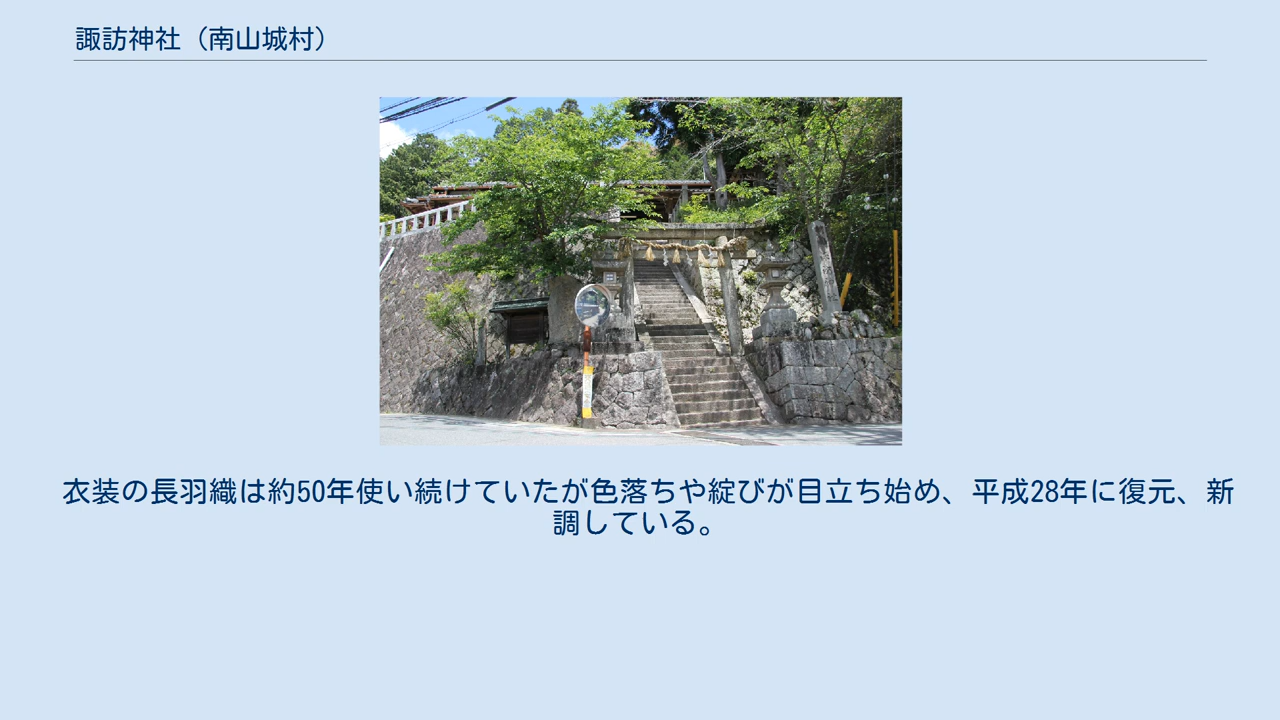 諏訪神社（南山城村）
衣装の長羽織は約50年使い続けていたが色落ちや綻びが目立ち始め、平成28年に復元、新
調している。